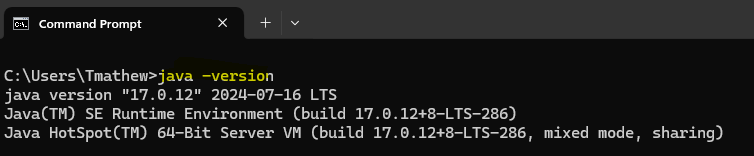 Command Prompt
C:\Users\Tmathew>java -version
java version "17.0.12" 2024-07-16 LTS
Java(TM) SE Runtime Environment (build 17.0.12+8-LTS-286)
Java HotSpot(TM) 64-Bit Server VM (build 17.0.12+8-LTS-286, mixed mode, sharing)